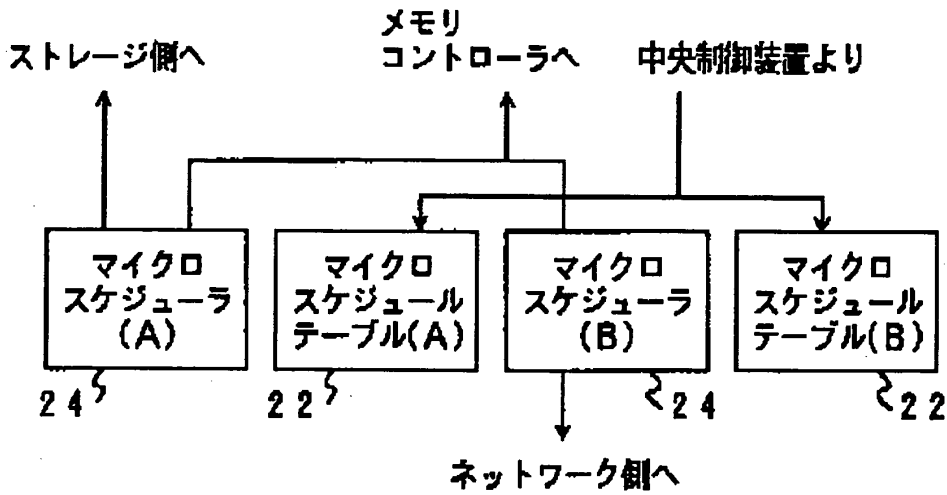 ストレージ側へ
メモリ
コントローラへ
中央制御装置より
マイクロ
スケジューラ
(A)
マイクロ
スケジュール
テーブル(A)
マイクロ
スケジューラ
(B)
マイクロ
スケジュール
テーブル(B)
24
22
24
22
ネットワーク側へ